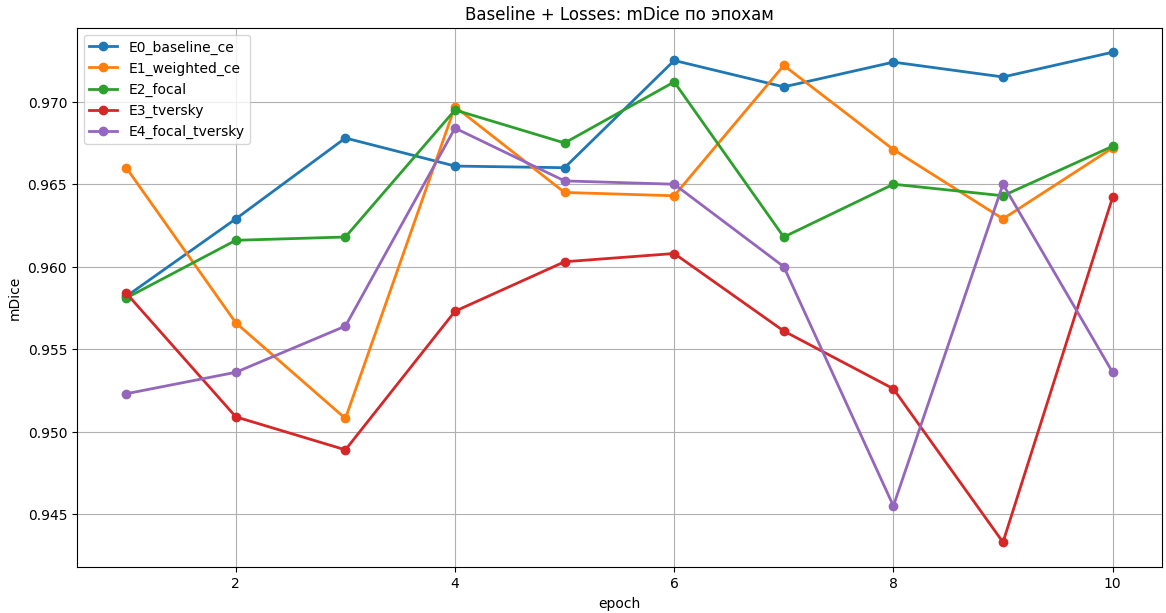 Baseline + Losses: mDice по эпохам
E0_baseline_ce
E1_weighted_ce
E2_focal
E3_tversky
E4_focal_tversky
mDice
0.970
0.965
0.960
0.955
0.950
0.945
2 4 6 8 10
epoch